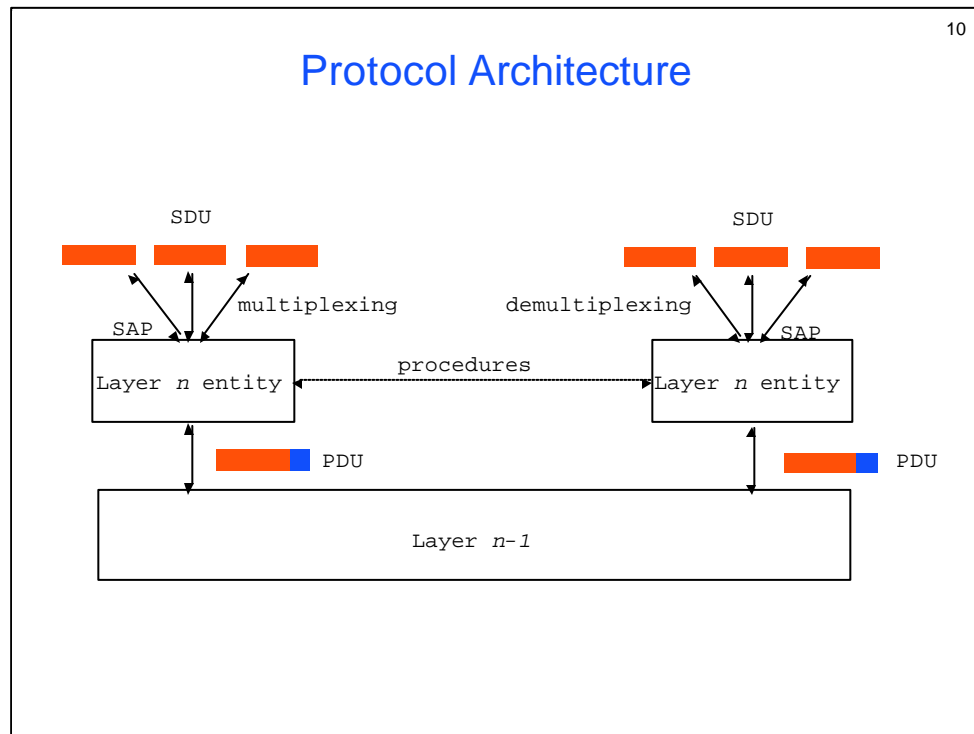 10
Protocol Architecture
SDU
SDU
multiplexing
demultiplexing
SAP
SAP
procedures
Layer n entity
Layer n entity
PDU
PDU
Layer n-1